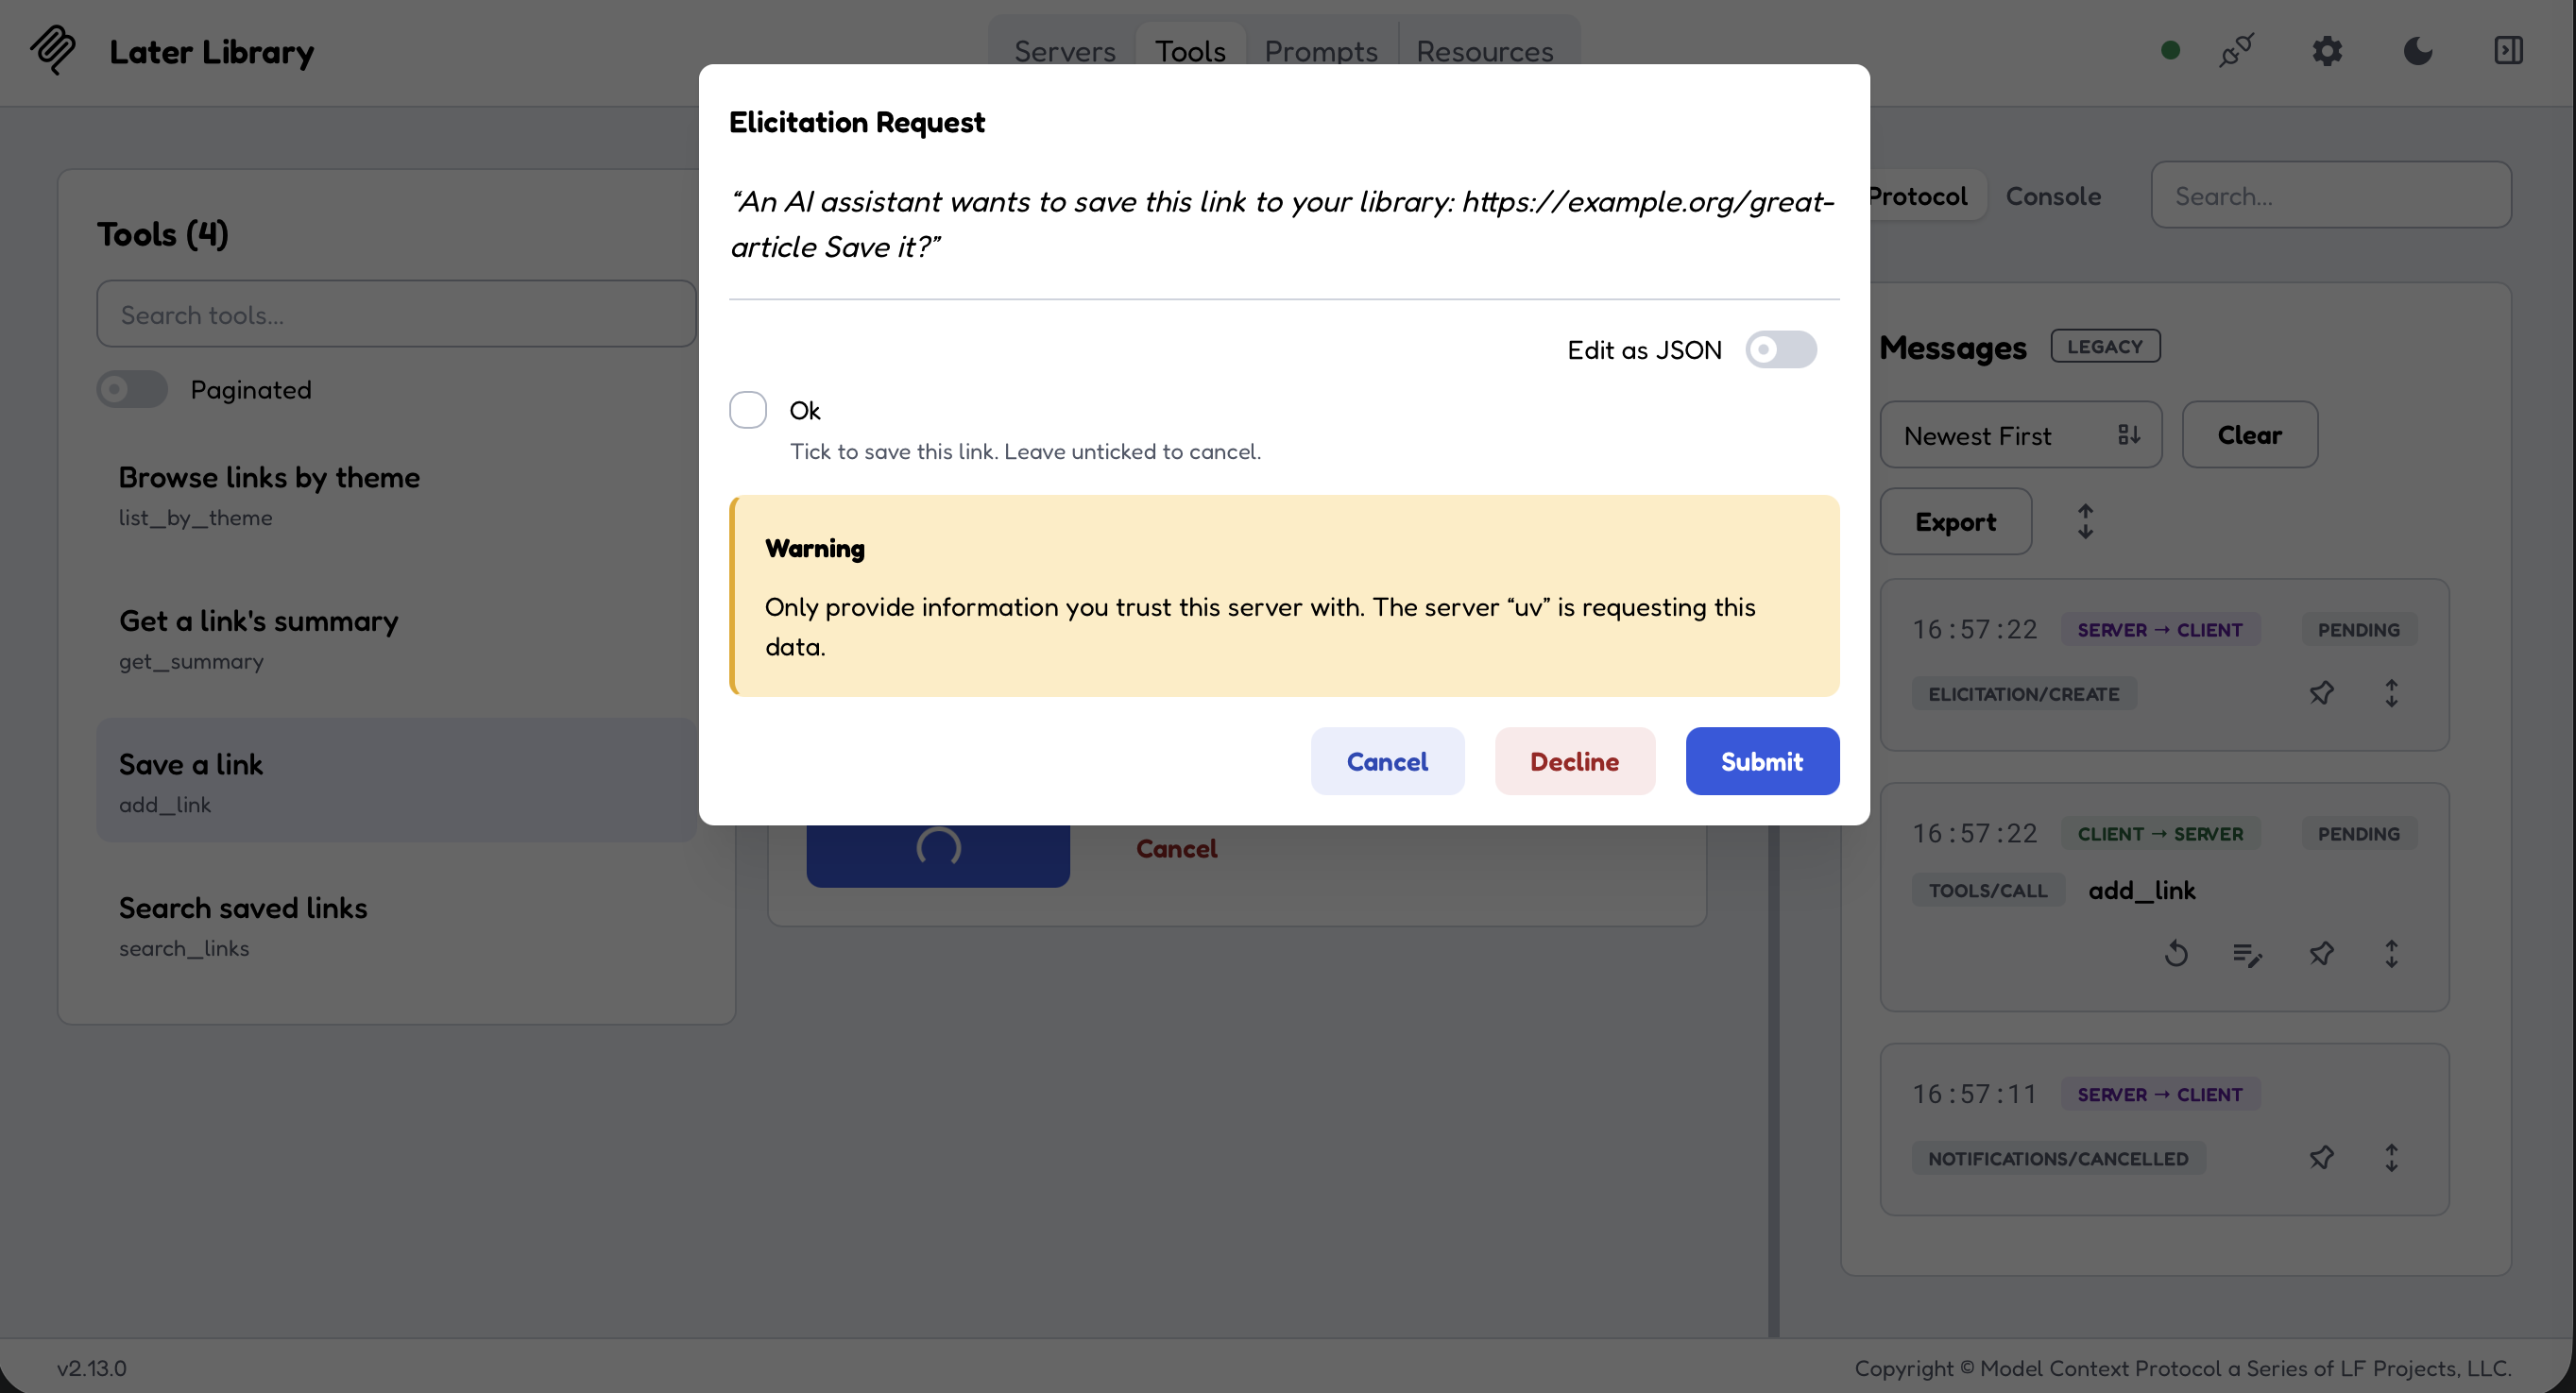 Later Library
Servers
Tools
Prompts
Resources
Elicitation Request
“An AI assistant wants to save this link to your library: https://example.org/great-
article Save it?”
Edit as JSON
Ok
Tick to save this link. Leave unticked to cancel.
Warning
Only provide information you trust this server with. The server “uv” is requesting this
data.
Cancel
Decline
Submit
Tools (4)
Search tools...
Paginated
Browse links by theme
list_by_theme
Get a link's summary
get_summary
Save a link
add_link
Search saved links
search_links
Cancel
Protocol
Console
Search...
Messages
LEGACY
Newest First
Clear
Export
16:57:22
SERVER → CLIENT
PENDING
ELICITATION/CREATE
16:57:22
CLIENT → SERVER
PENDING
TOOLS/CALL
add_link
16:57:11
SERVER → CLIENT
NOTIFICATIONS/CANCELLED
v2.13.0
Copyright © Model Context Protocol a Series of LF Projects, LLC.